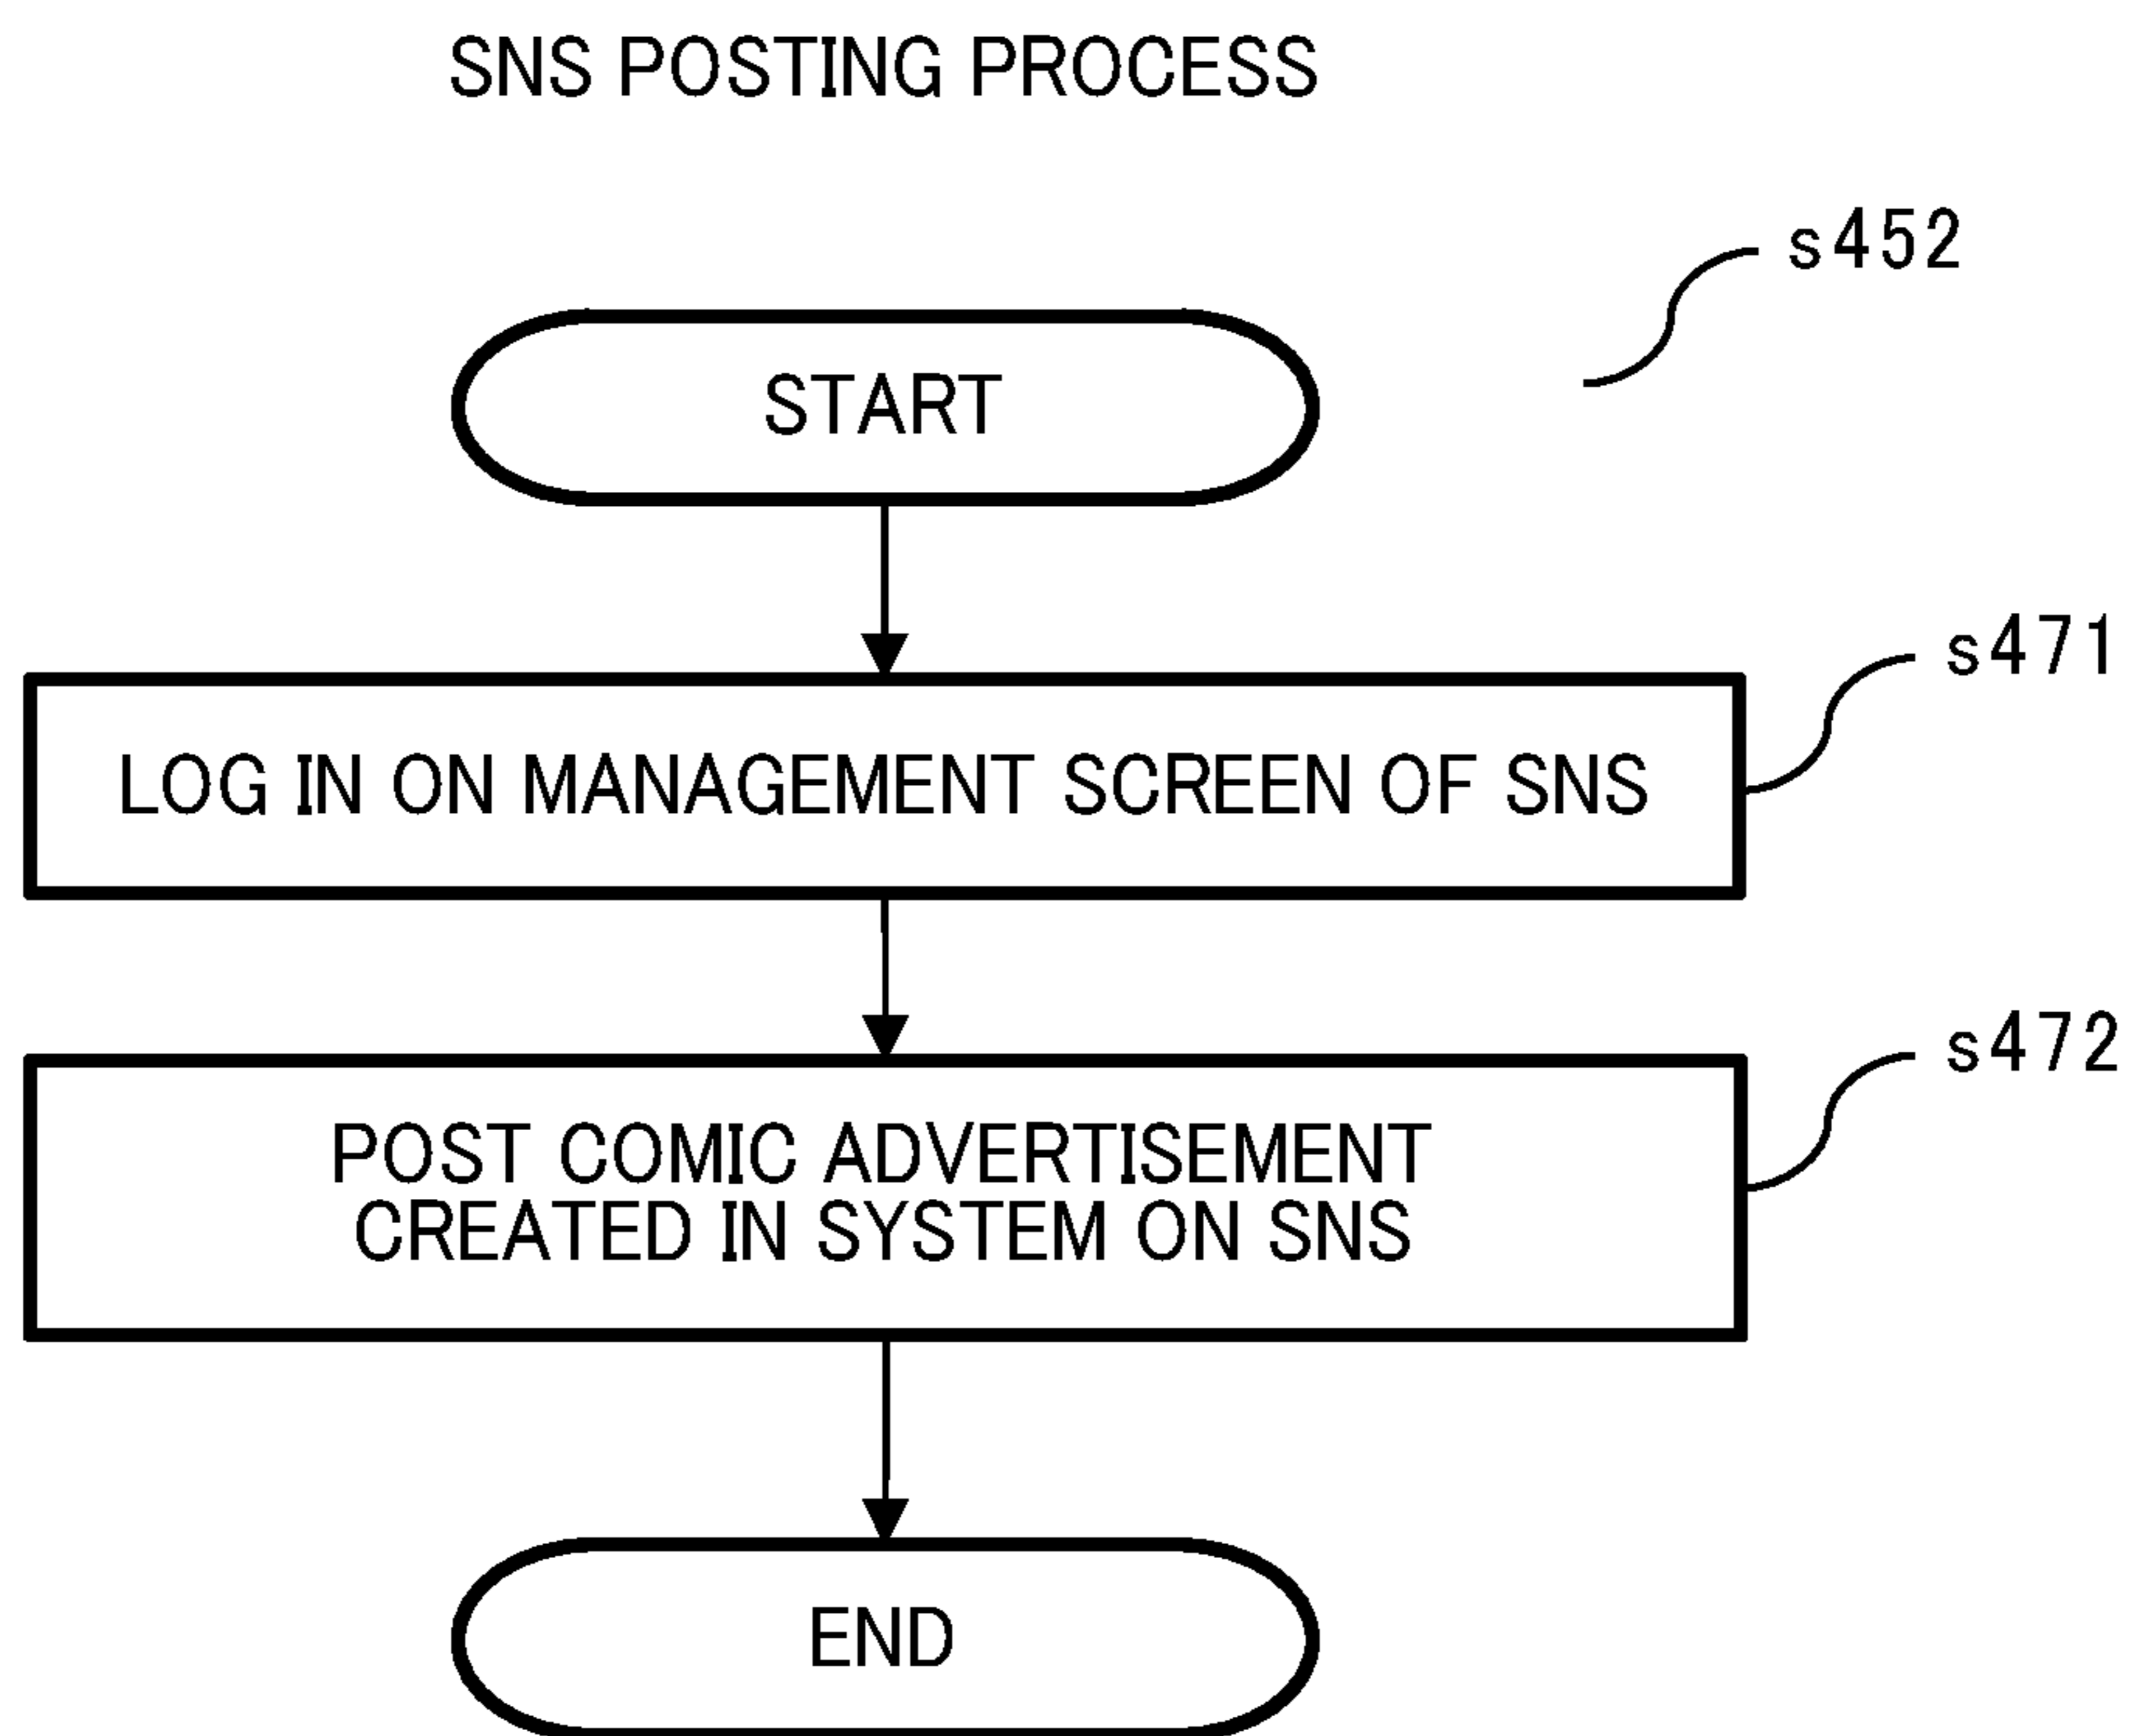 SNS POSTING PROCESS
s452
START
s471
LOG IN ON MANAGEMENT SCREEN OF SNS
s472
POST COMIC ADVERTISEMENT
CREATED IN SYSTEM ON SNS
END